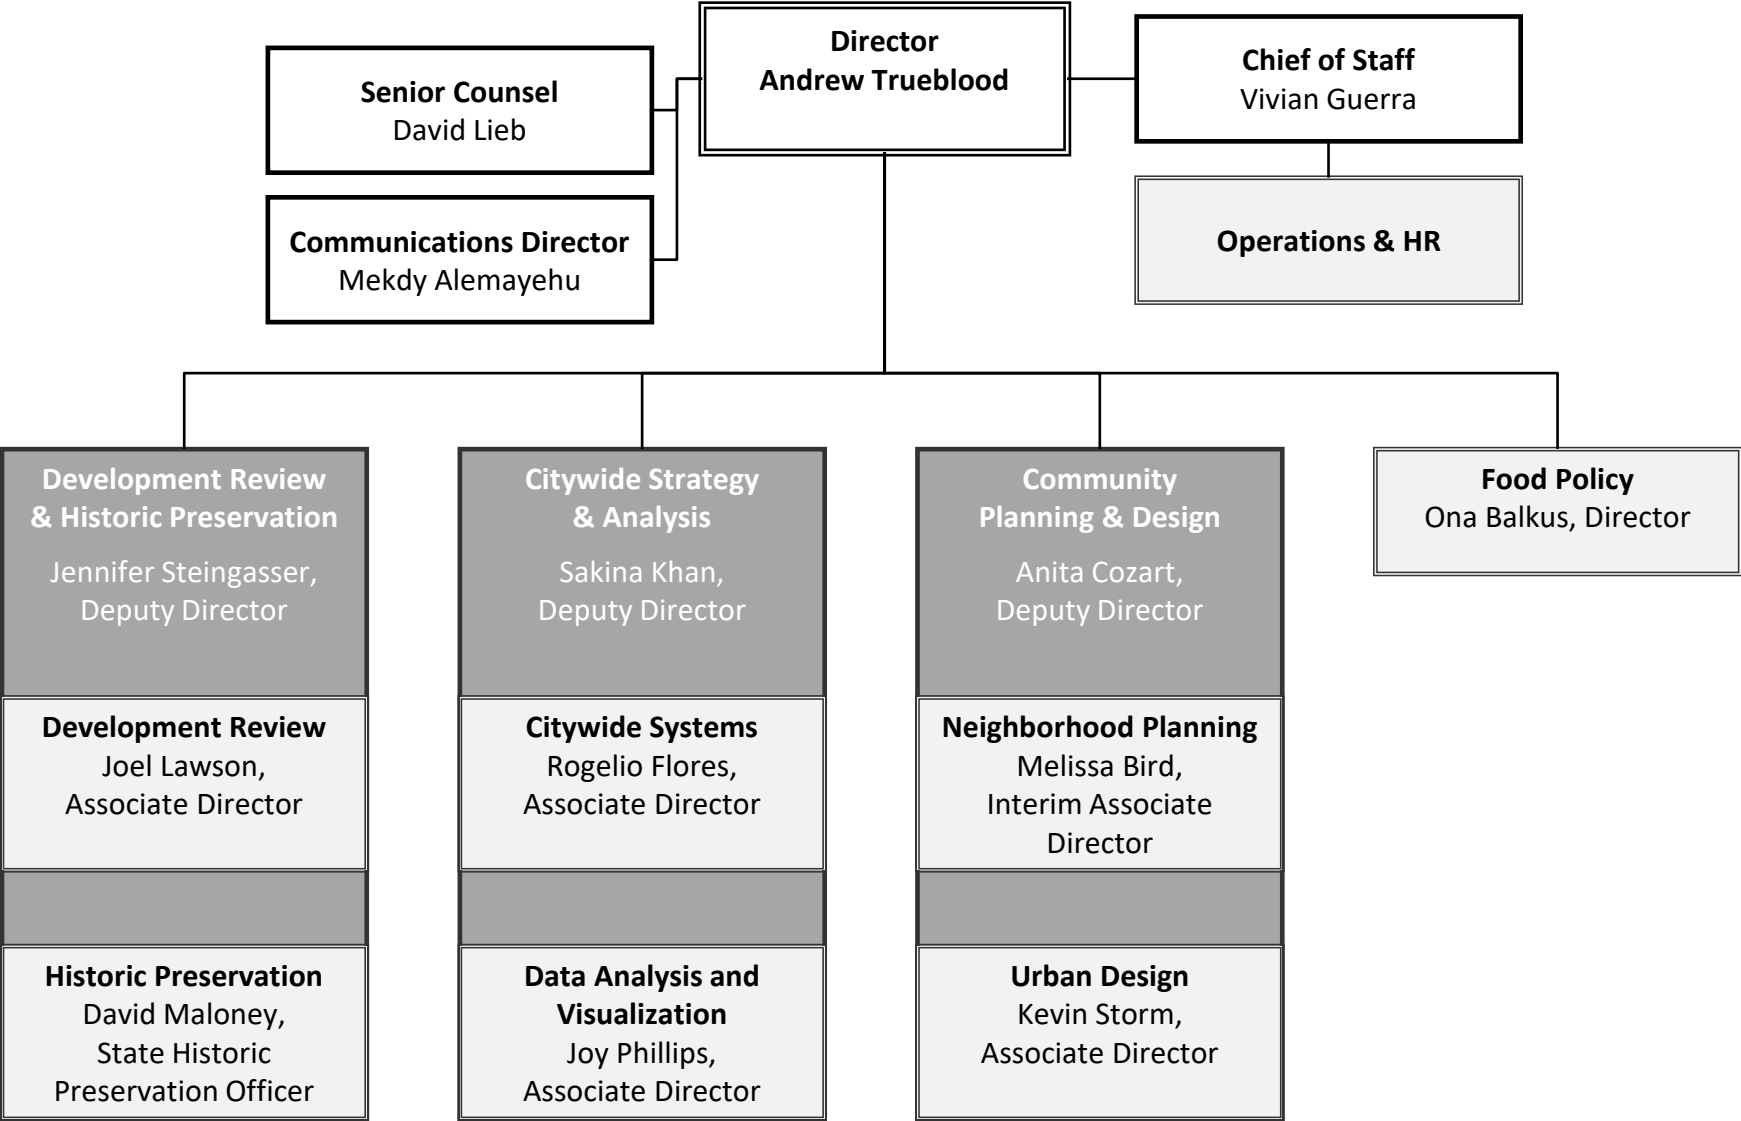 Director
Andrew Trueblood
Senior Counsel
David Lieb
Chief of Staff
Vivian Guerra
Communications Director
Mekdy Alemayehu
Operations & HR
Development Review
& Historic Preservation
Jennifer Steingasser,
Deputy Director
Development Review
Joel Lawson,
Associate Director
Historic Preservation
David Maloney,
State Historic
Preservation Officer
Citywide Strategy
& Analysis
Sakina Khan,
Deputy Director
Citywide Systems
Rogelio Flores,
Associate Director
Data Analysis and
Visualization
Joy Phillips,
Associate Director
Community
Planning & Design
Anita Cozart,
Deputy Director
Neighborhood Planning
Melissa Bird,
Interim Associate
Director
Urban Design
Kevin Storm,
Associate Director
Food Policy
Ona Balkus, Director